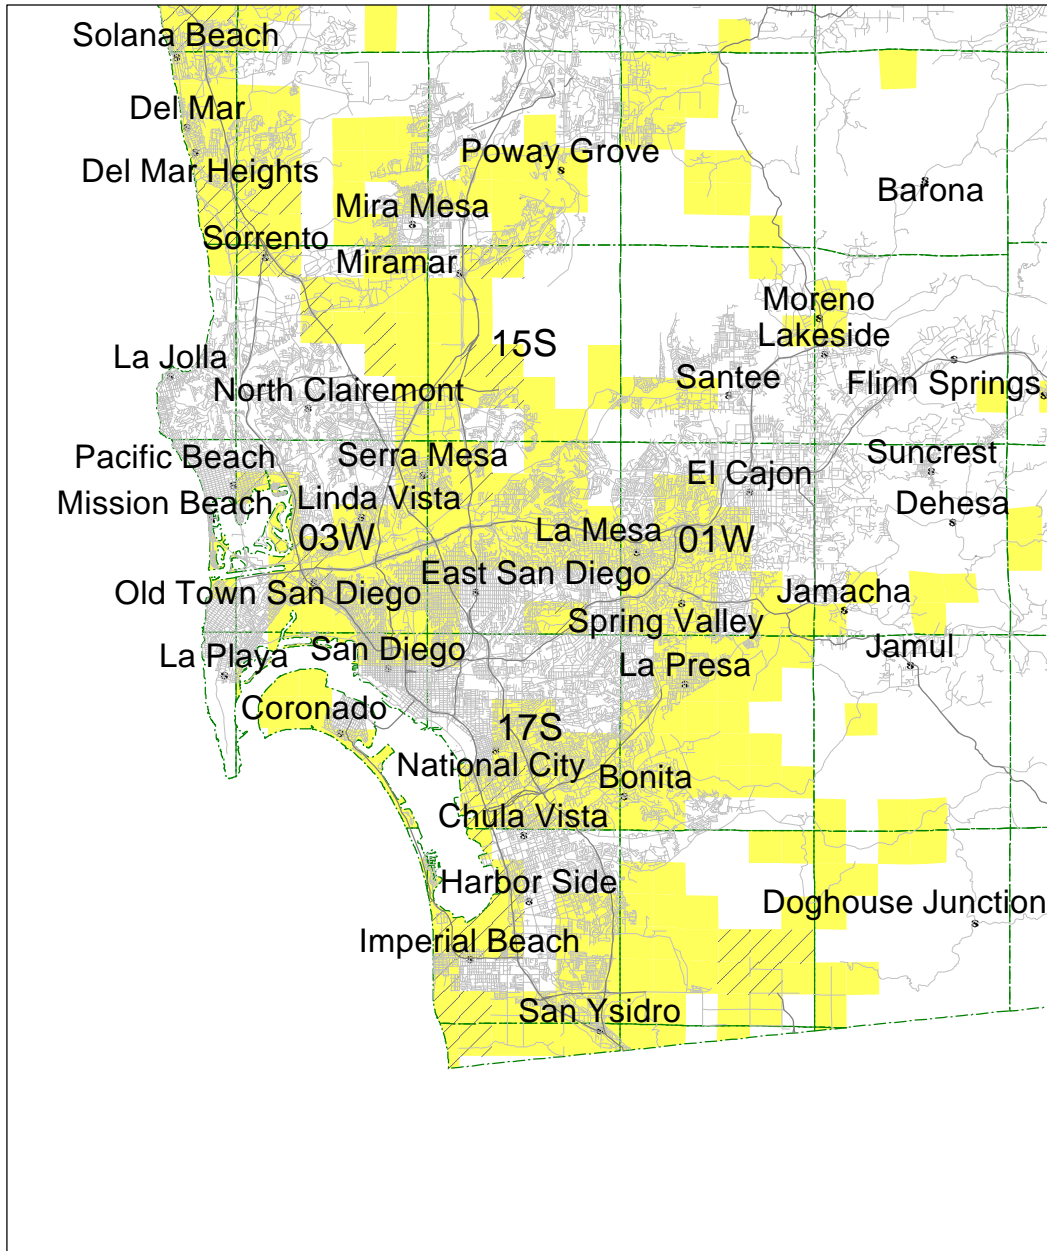 Solana Beach
Del Mar
Poway Grove
Del Mar Heights
Barona
Mira Mesa
Sorrento
Miramar
Moreno
15S
Lakeside
La Jolla
Santee
Flinn Springs
North Clairemont
Pacific Beach
Serra Mesa
Suncrest
El Cajon
Mission Beach
Linda Vista
Dehesa
03W
La Mesa
01W
East San Diego
Old Town San Diego
Jamacha
Spring Valley
La Playa
San Diego
Jamul
La Presa
Coronado
17S
National City
Bonita
Chula Vista
Harbor Side
Doghouse Junction
Imperial Beach
San Ysidro